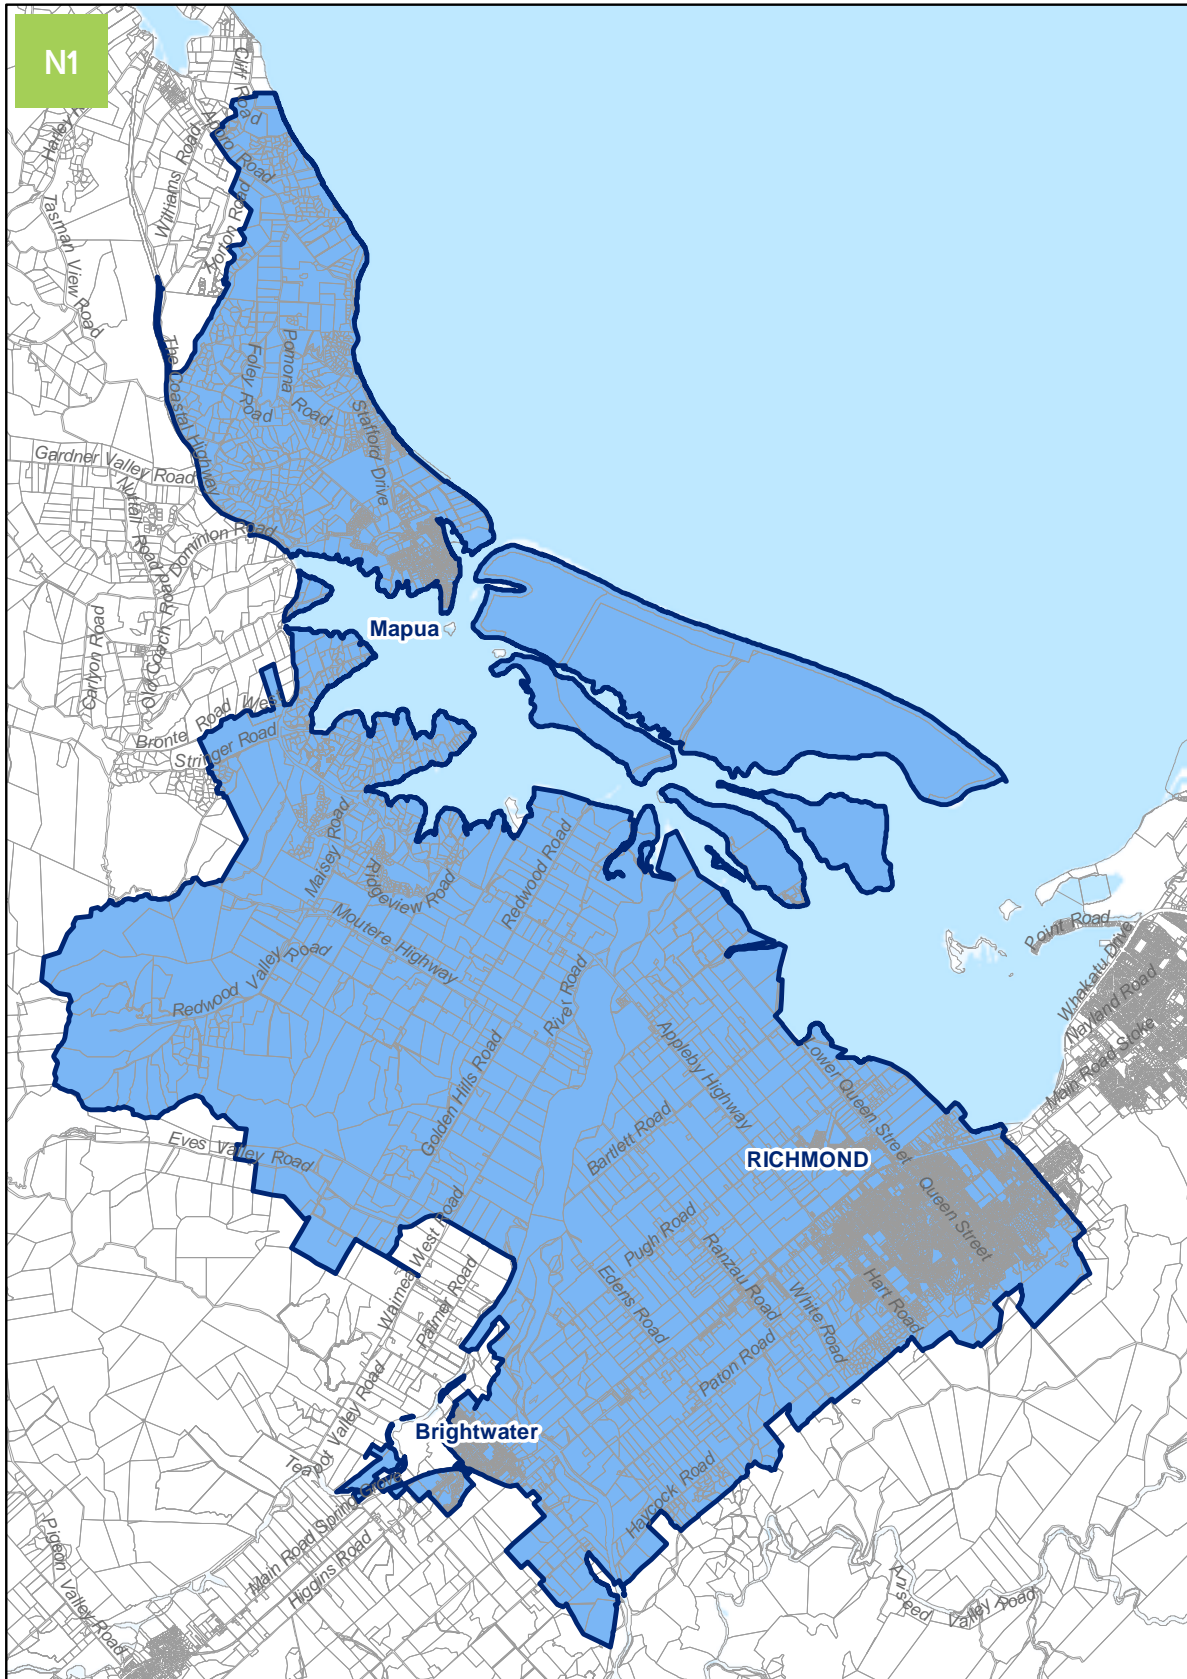 N1
Cliff Road
Harley
Aporo Road
Williams Road
Tasman View Road
Horton Road
The Coastal Highway
Foley Road
Pomona Road
Stafford Drive
Gardner Valley Road
Nuttall Road
Dominion Road
Old Coach Road
Carlyon Road
Mapua
Bronte Road West
Stringer Road
Maisey Road
Ridgeview Road
Redwood Road
Moutere Highway
Redwood Valley Road
River Road
Point Road
Whakatu Drive
Nayland Road
Main Road Stoke
Golden Hills Road
Appleby Highway
Lower Queen Street
Bartlett Road
Eves Valley Road
RICHMOND
Queen Street
Waimea West Road
Palmer Road
Pugh Road
Ranzau Road
Edens Road
White Road
Hart Road
Paton Road
Teapot Valley Road
Brightwater
Main Road Spring Grove
Higgins Road
Haycock Road
Pigeon Valley Road
Aniseed Valley Road